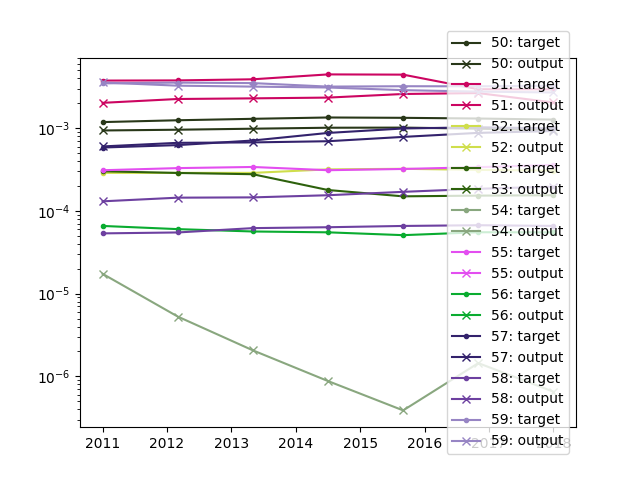 50: target
50: output
51: target
51: output
52: target
52: output
53: target
53: output
54: target
54: output
55: target
55: output
56: target
56: output
57: target
57: output
58: target
58: output
59: target
59: output
10⁻³
10⁻⁴
10⁻⁵
10⁻⁶
2011 2012 2013 2014 2015 2016 2017 2018